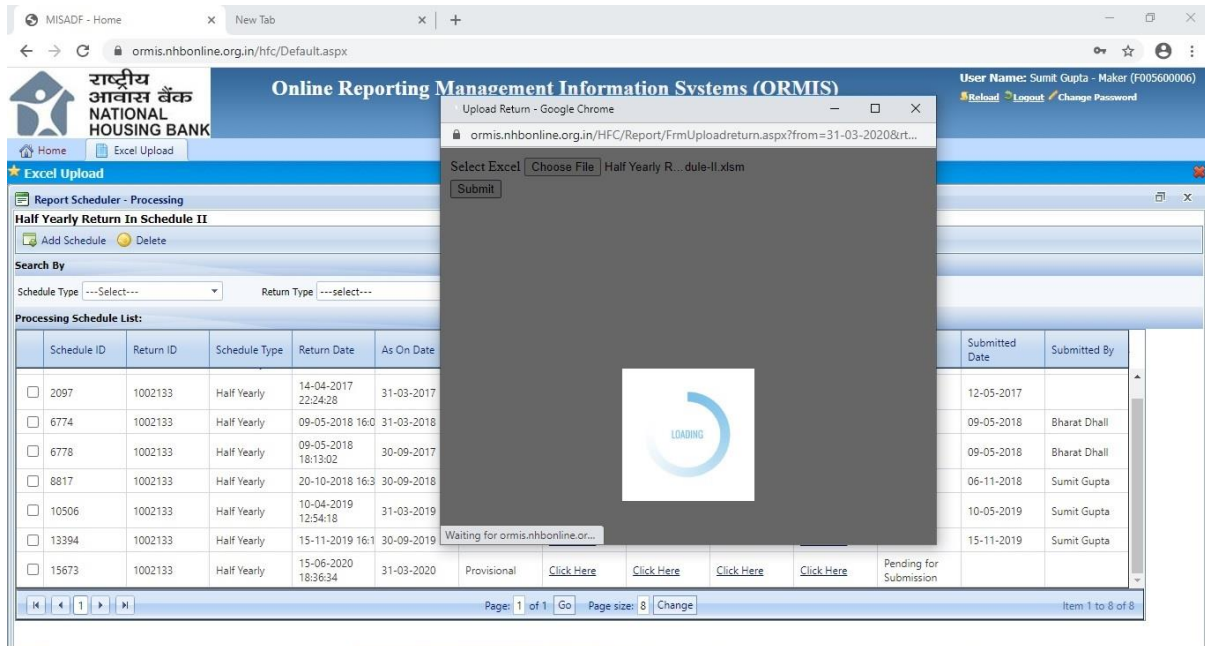 MISADF - Home
New Tab
ormis.nhbonline.org.in/hfc/Default.aspx
राष्ट्रीय
आवास बैंक
NATIONAL
HOUSING BANK
Online Reporting Management Information Systems (ORMIS)
User Name: Sumit Gupta - Maker (F005600006)
Reload Logout Change Password
Home Excel Upload
Excel Upload
Upload Return - Google Chrome
ormis.nhbonline.org.in/HFC/Report/FrmUploadreturn.aspx?from=31-03-2020&rt...
Select Excel Choose File Half Yearly R...dule-II.xlsm
Submit
LOADING
Waiting for ormis.nhbonline.or...
Report Scheduler - Processing
Half Yearly Return In Schedule II
Add Schedule Delete
Search By
Schedule Type ---Select--- Return Type ---select---
Processing Schedule List:
Schedule ID Return ID Schedule Type Return Date As On Date Submitted Date Submitted By
2097 1002133 Half Yearly 14-04-2017 22:24:28 31-03-2017 12-05-2017
6774 1002133 Half Yearly 09-05-2018 16:0 31-03-2018 09-05-2018 Bharat Dhall
6778 1002133 Half Yearly 09-05-2018 18:13:02 30-09-2017 09-05-2018 Bharat Dhall
8817 1002133 Half Yearly 20-10-2018 16:3 30-09-2018 06-11-2018 Sumit Gupta
10506 1002133 Half Yearly 10-04-2019 12:54:18 31-03-2019 10-05-2019 Sumit Gupta
13394 1002133 Half Yearly 15-11-2019 16:1 30-09-2019 15-11-2019 Sumit Gupta
15673 1002133 Half Yearly 15-06-2020 18:36:34 31-03-2020 Provisional Click Here Click Here Click Here Click Here Pending for Submission
1 Page: 1 of 1 Go Page size: 8 Change Item 1 to 8 of 8